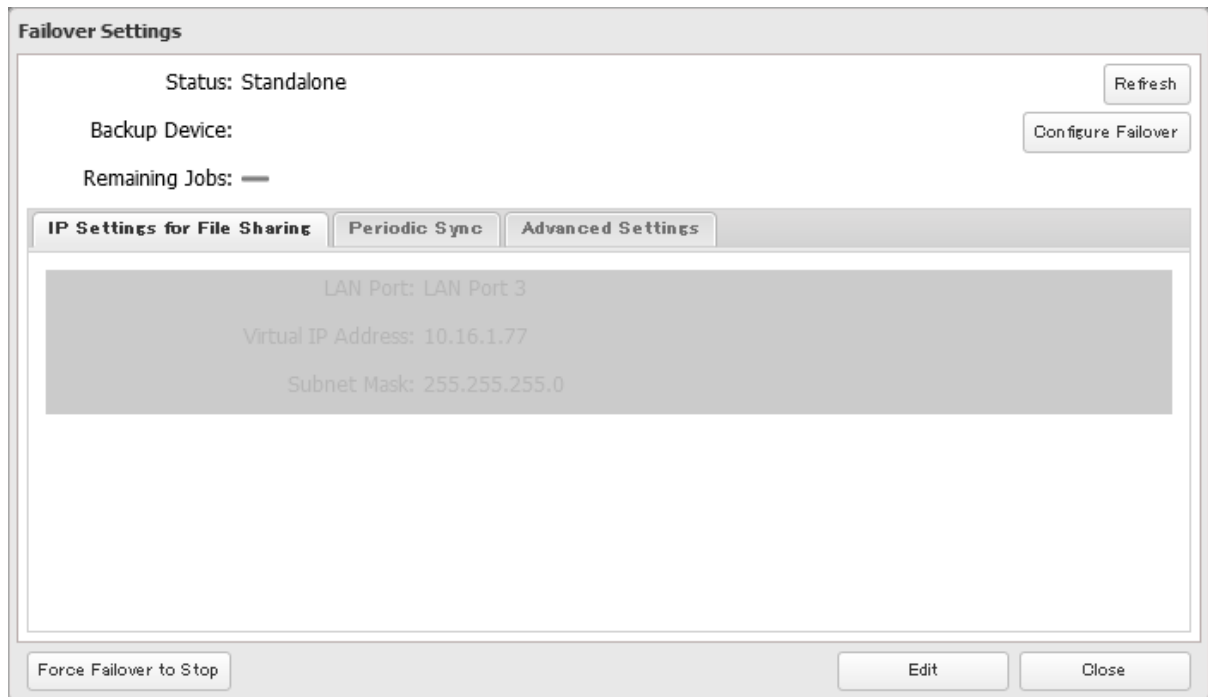 Failover Settings
Status: Standalone
Refresh
Backup Device:
Configure Failover
Remaining Jobs:
IP Settings for File Sharing
Periodic Sync
Advanced Settings
LAN Port: LAN Port 3
Virtual IP Address: 10.16.1.77
Subnet Mask: 255.255.255.0
Force Failover to Stop
Edit
Close